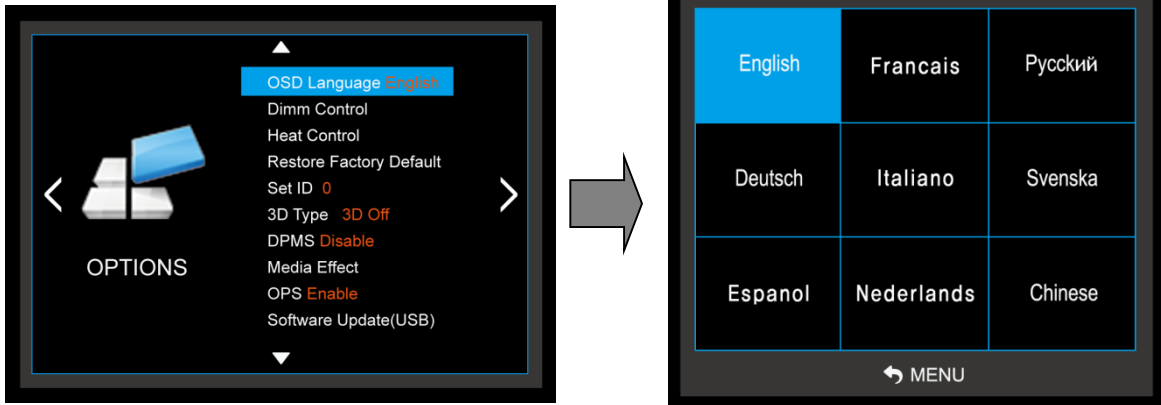 OSD Language English
Dimm Control
Heat Control
Restore Factory Default
Set ID 0
3D Type 3D Off
DPMS Disable
Media Effect
OPS Enable
Software Update(USB)
OPTIONS
English
Francais
Русский
Deutsch
Italiano
Svenska
Espanol
Nederlands
Chinese
MENU